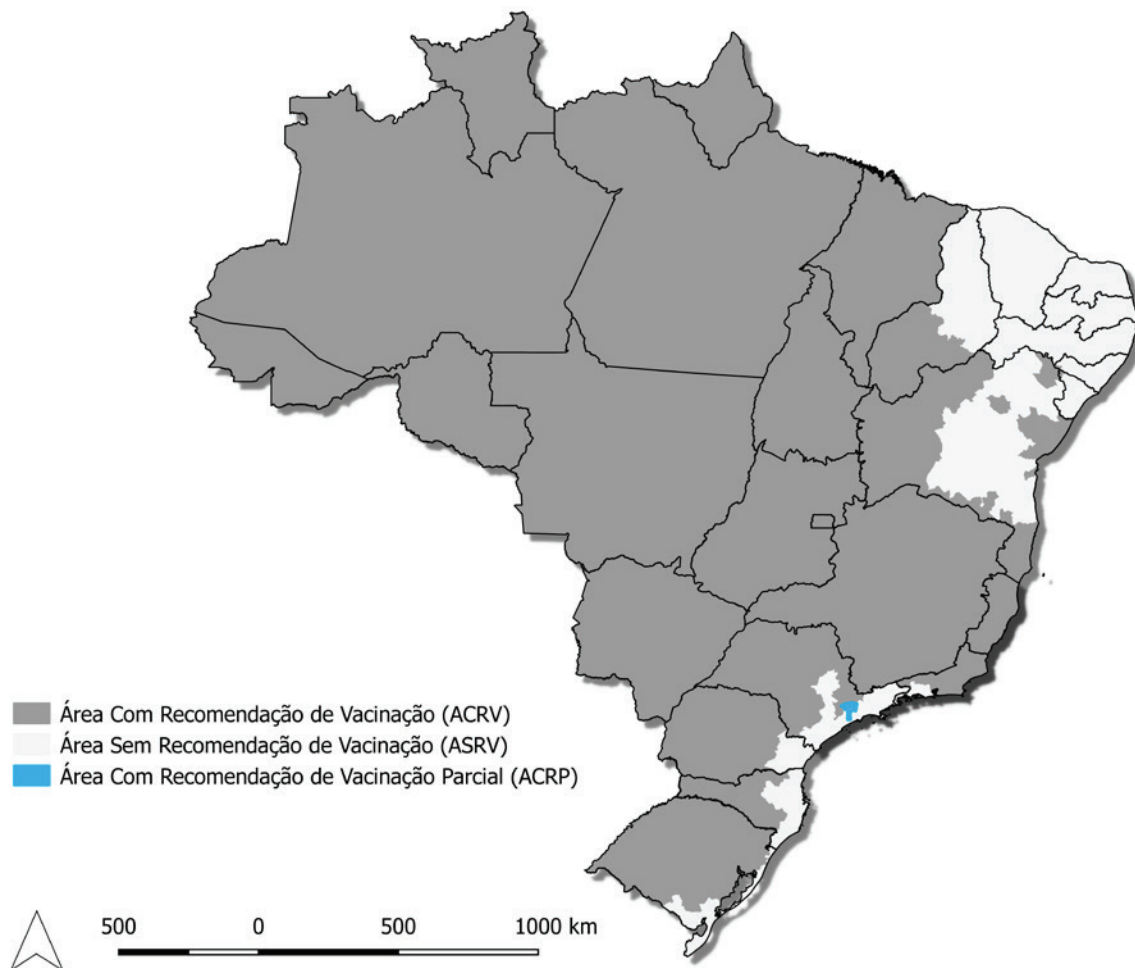 Área Com Recomendação de Vacinação (ACRV)
Área Sem Recomendação de Vacinação (ASRV)
Área Com Recomendação de Vacinação Parcial (ACRP)
500 0 500 1000 km